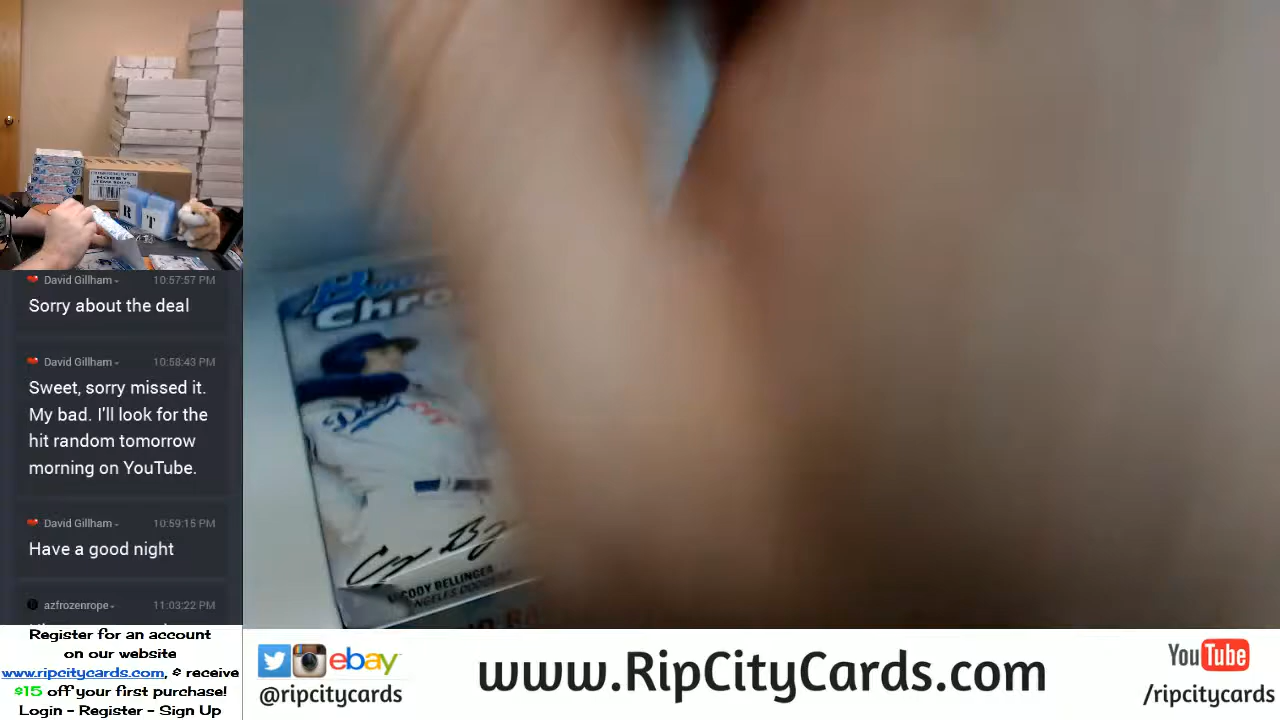 HOBBY
R T
David Gillham 10:57:57 PM
Sorry about the deal
David Gillham 10:58:43 PM
Sweet, sorry missed it.
My bad. I'll look for the
hit random tomorrow
morning on YouTube.
David Gillham 10:59:15 PM
Have a good night
azfrozenrope 11:03:22 PM
Register for an account
on our website
www.ripcitycards.com, & receive
$15 off your first purchase!
Login - Register - Sign Up
Dodgers
CODY BELLINGER
@ripcitycards
ebay
www.RipCityCards.com
YouTube
/ripcitycards